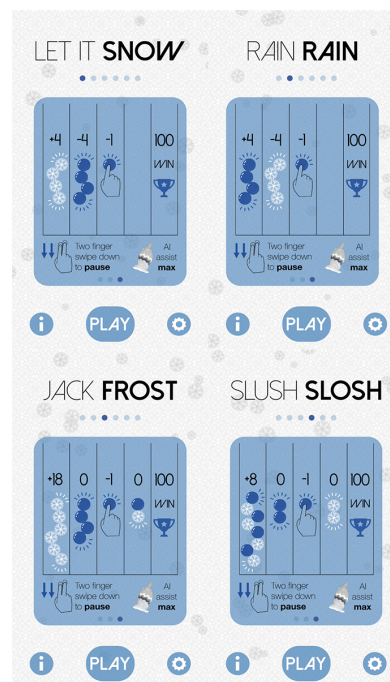 LET IT SNOW
+4 -4 -1 100
WIN
Two finger
swipe down
to pause
AI
assist
max
i PLAY
RAIN RAIN
+4 -4 -1 100
WIN
Two finger
swipe down
to pause
AI
assist
max
i PLAY
JACK FROST
+18 0 -1 0 100
WIN
Two finger
swipe down
to pause
AI
assist
max
i PLAY
SLUSH SLOSH
+8 0 -1 0 100
WIN
Two finger
swipe down
to pause
AI
assist
max
i PLAY